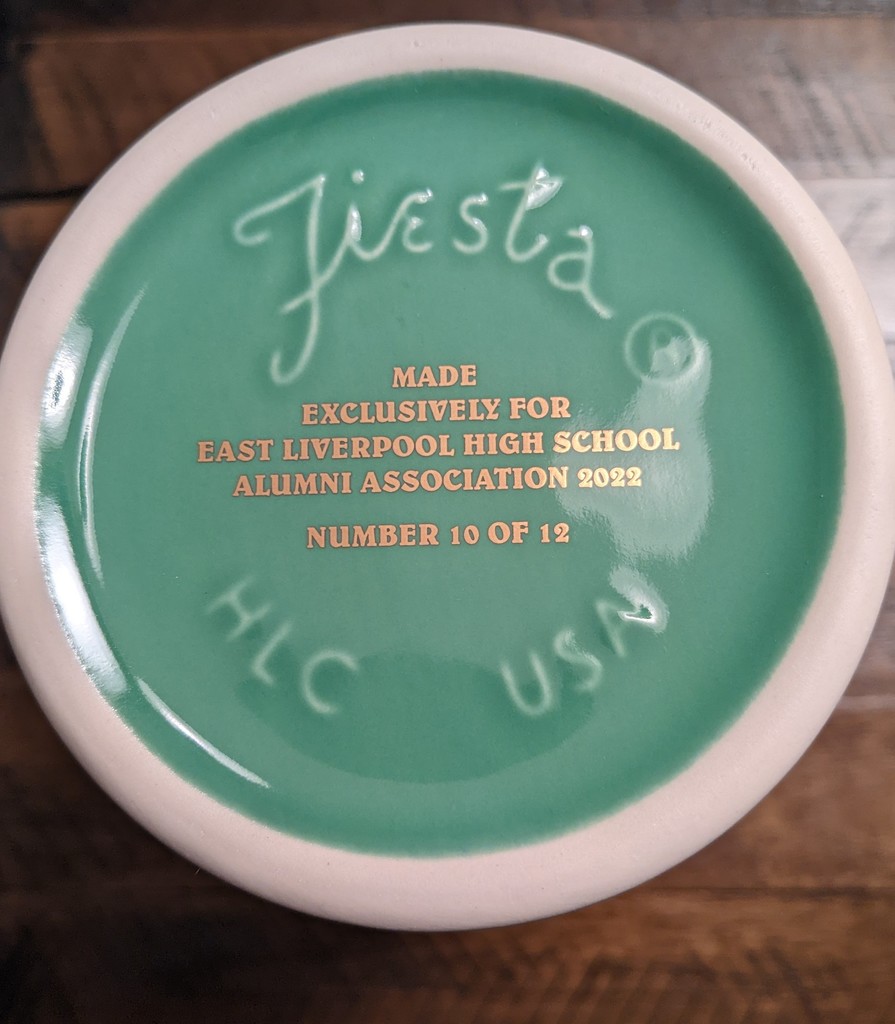 Fiesta ®
MADE
EXCLUSIVELY FOR
EAST LIVERPOOL HIGH SCHOOL
ALUMNI ASSOCIATION 2022
NUMBER 10 OF 12
HLC USA